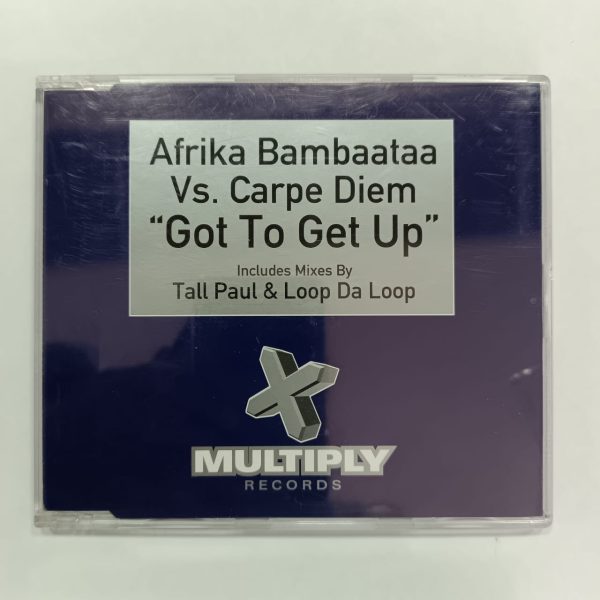 Afrika Bambaataa
Vs. Carpe Diem
“Got To Get Up”
Includes Mixes By
Tall Paul & Loop Da Loop
MULTIPLY
RECORDS